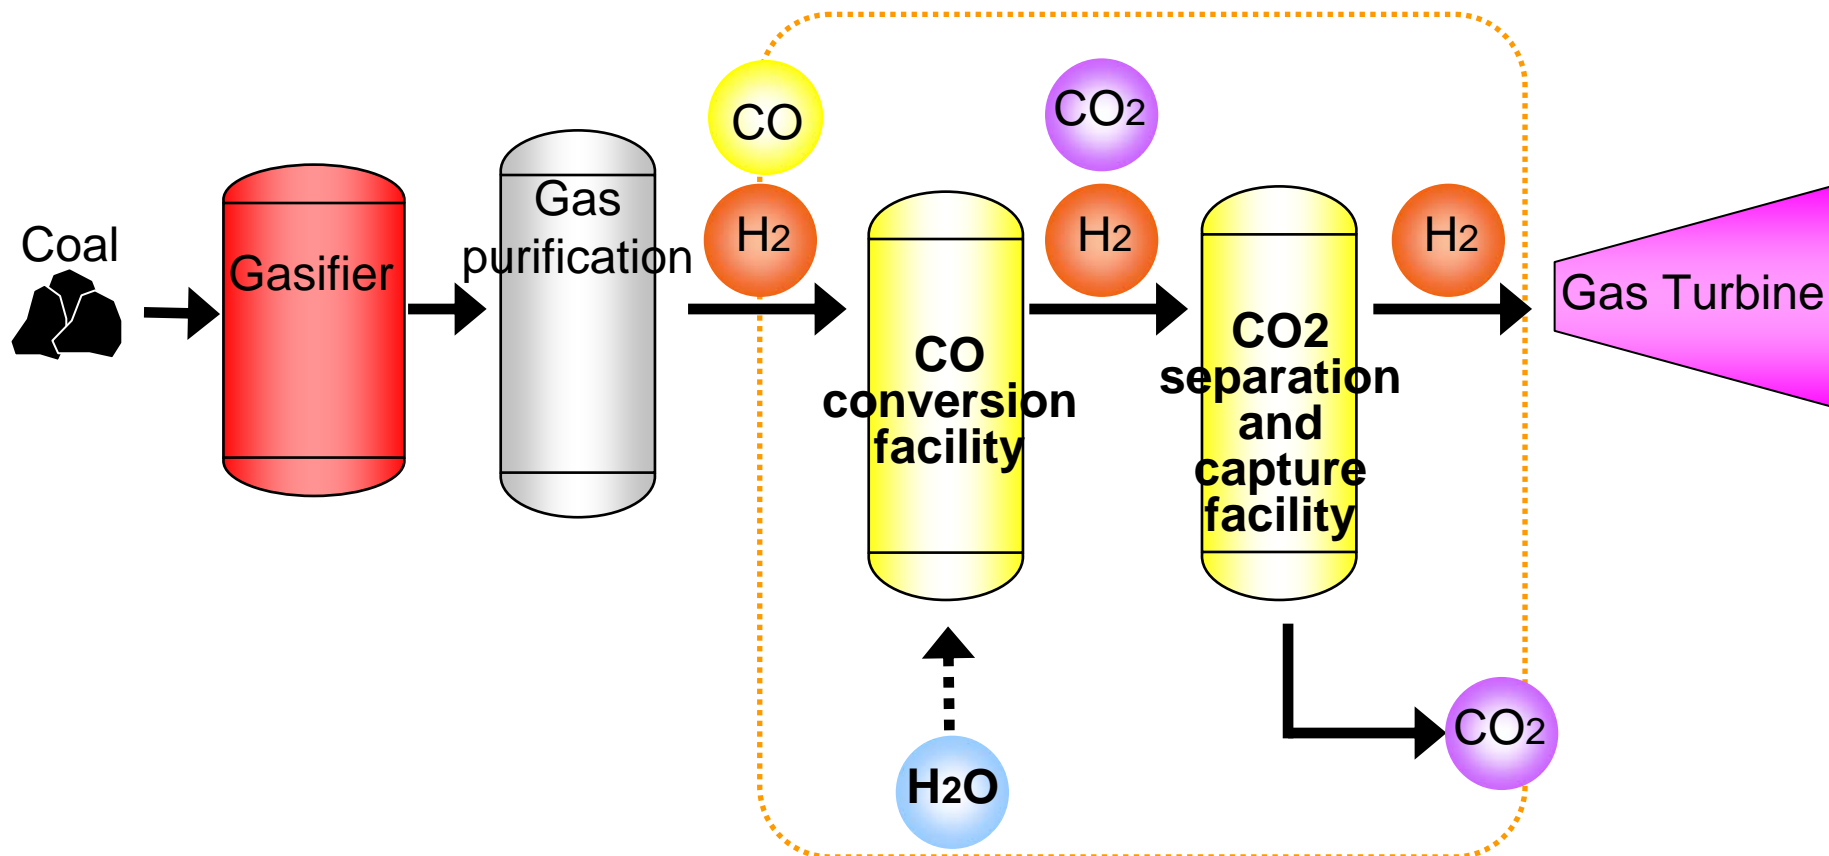 Coal
Gasifier
Gas
purification
CO
H2
CO
conversion
facility
H2O
CO2
H2
CO2
separation
and
capture
facility
H2
CO2
Gas Turbine